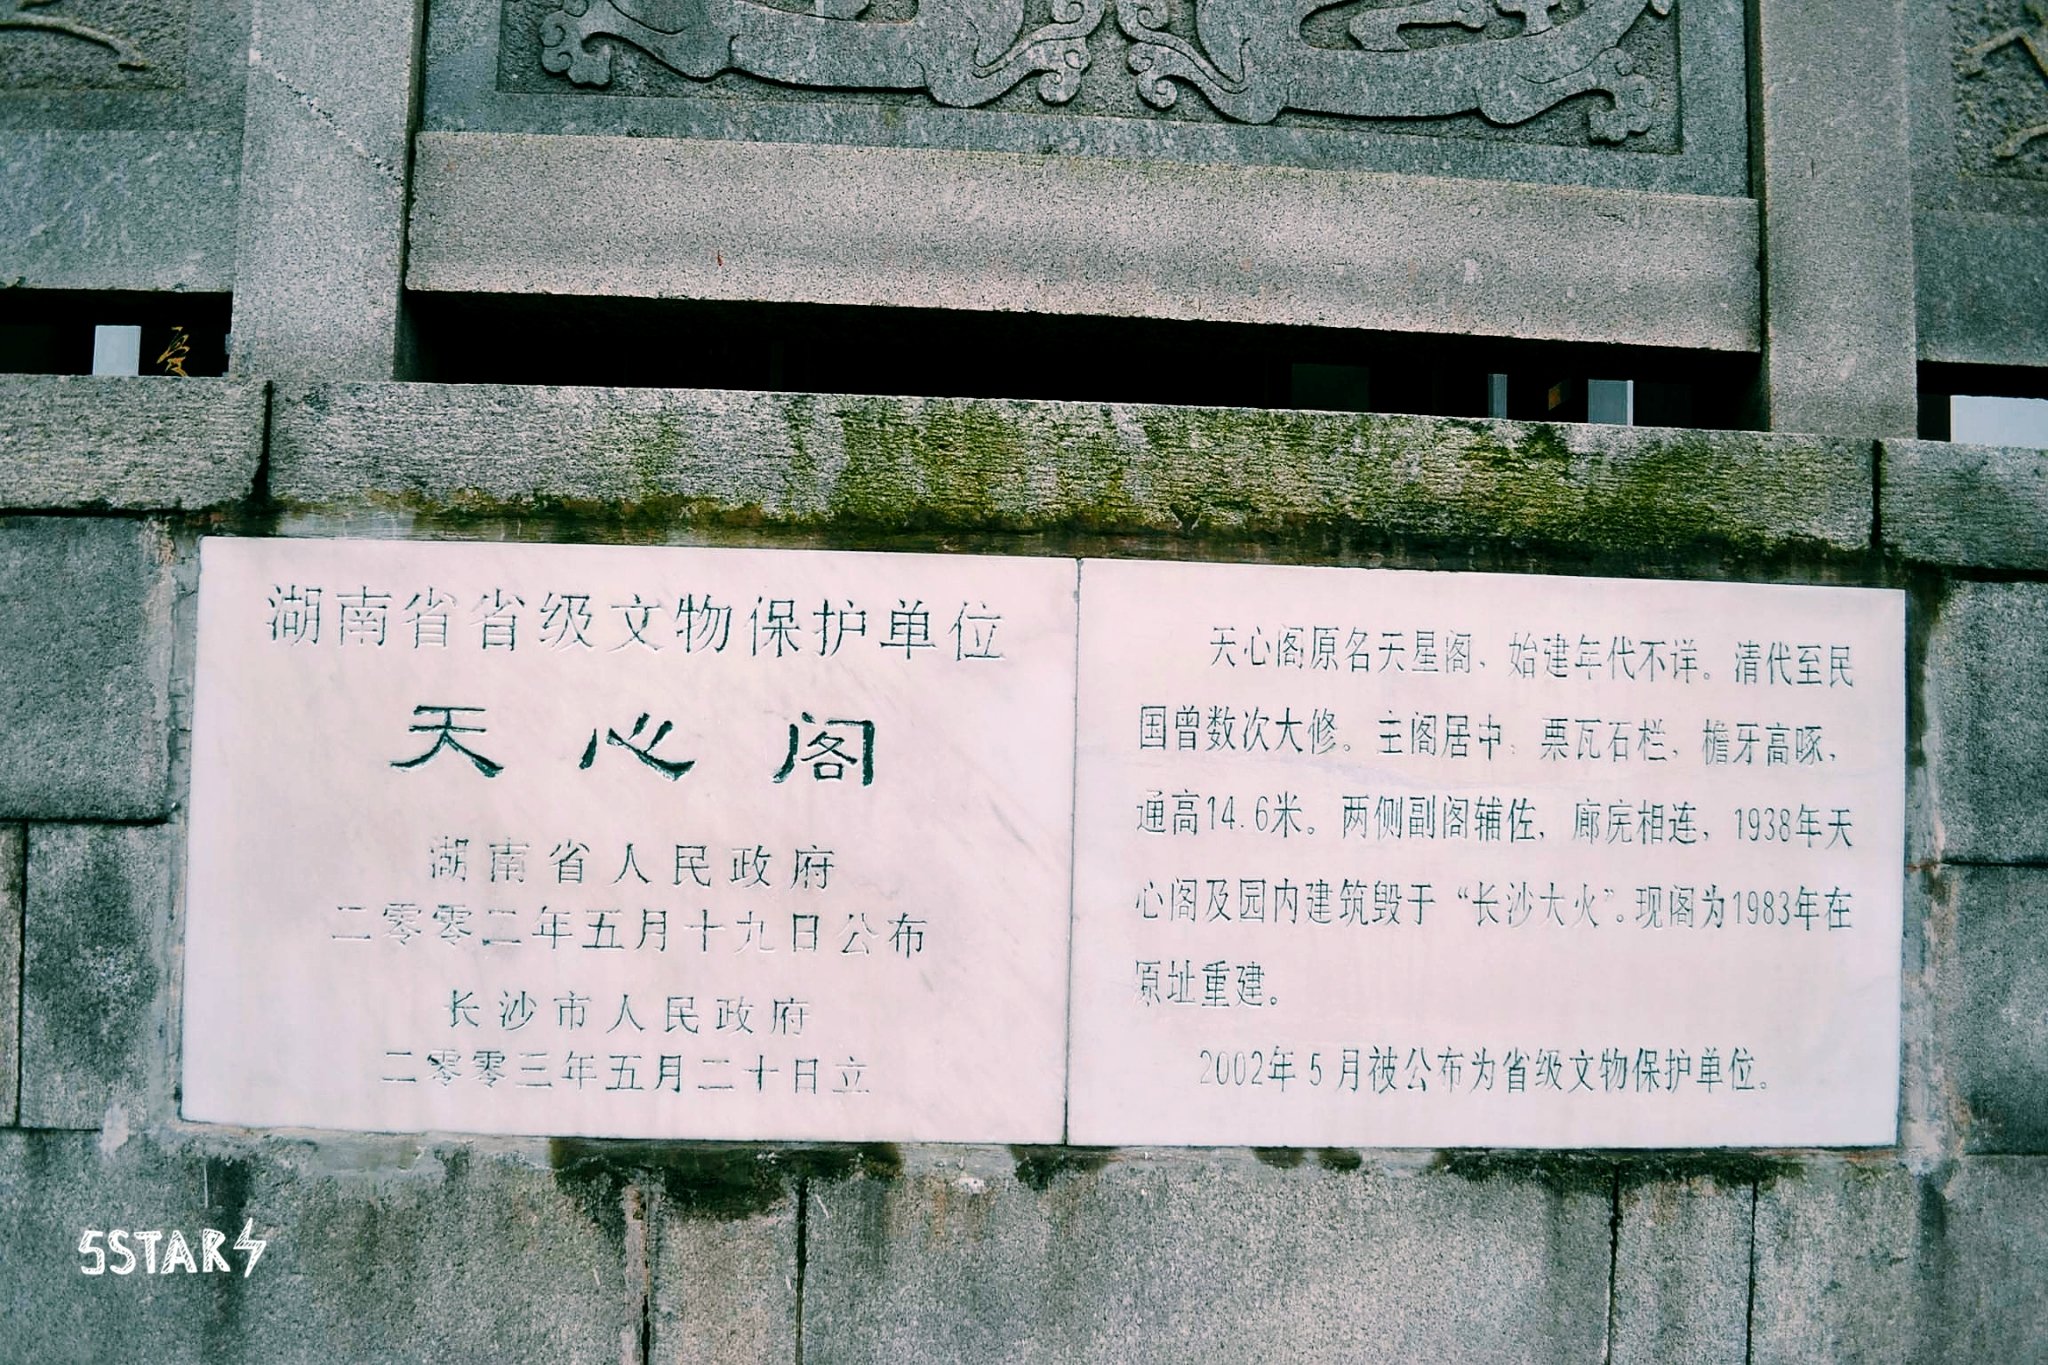 湖南省省级文物保护单位
天心阁
湖南省人民政府
二零零二年五月十九日公布
长沙市人民政府
二零零三年五月二十日立
天心阁原名天星阁、始建年代不详。清代至民
国曾数次大修。主阁居中，栗瓦石栏，檐牙高啄，
通高14.6米。两侧副阁辅佐，廊庑相连，1938年天
心阁及园内建筑毁于“长沙大火”。现阁为1983年在
原址重建。
2002年5月被公布为省级文物保护单位。
5STAR